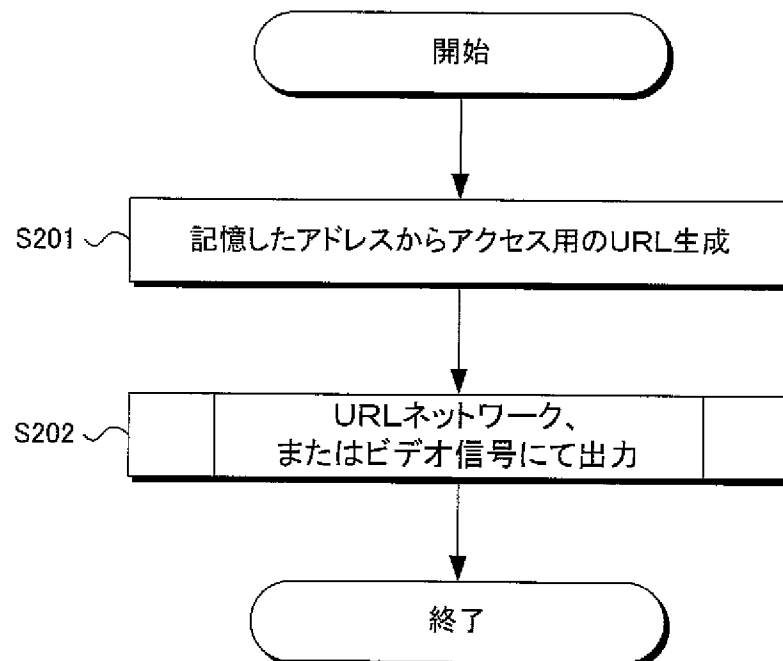 開始
S201
記憶したアドレスからアクセス用のURL生成
S202
URLネットワーク、
またはビデオ信号にて出力
終了